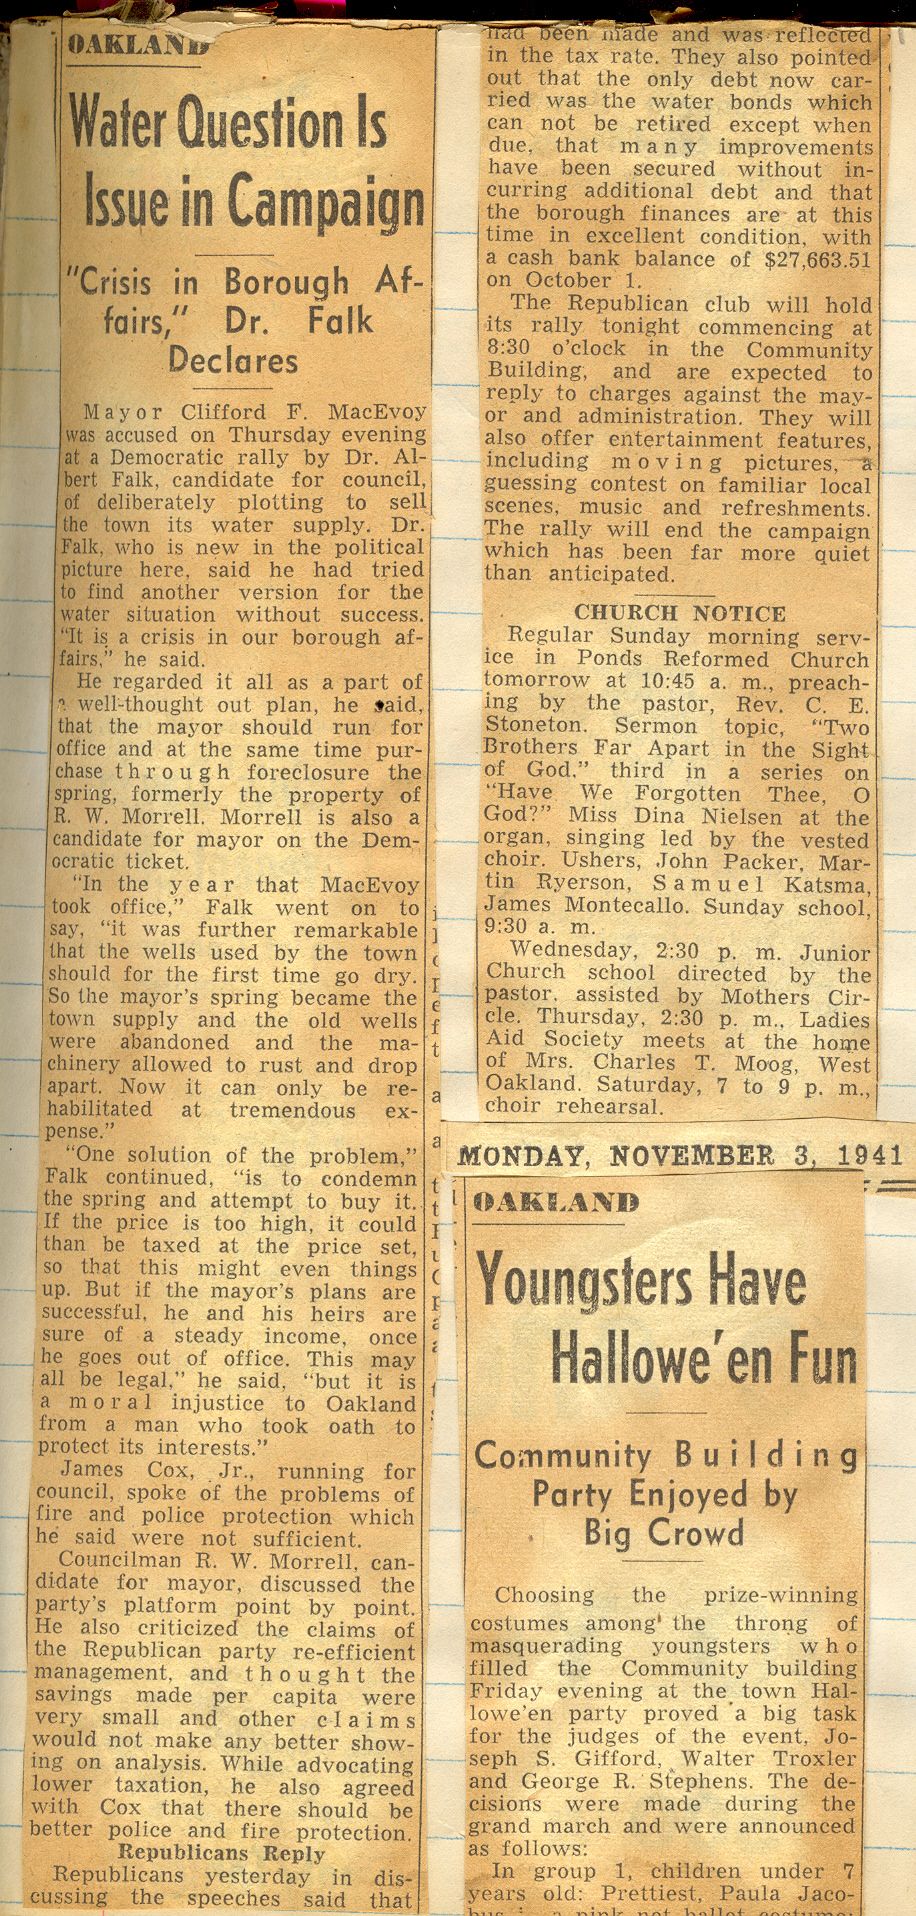 OAKLAND
Water Question Is
Issue in Campaign
"Crisis in Borough Af-
fairs," Dr. Falk
Declares
Mayor Clifford F. MacEvoy
was accused on Thursday evening
at a Democratic rally by Dr. Al-
bert Falk, candidate for council,
of deliberately plotting to sell
the town its water supply. Dr.
Falk, who is new in the political
picture here, said he had tried
to find another version for the
water situation without success.
"It is a crisis in our borough af-
fairs," he said.
He regarded it all as a part of
a well-thought out plan, he said,
that the mayor should run for
office and at the same time pur-
chase through foreclosure the
spring, formerly the property of
R. W. Morrell. Morrell is also a
candidate for mayor on the Dem-
ocratic ticket.
"In the year that MacEvoy
took office," Falk went on to
say, "it was further remarkable
that the wells used by the town
should for the first time go dry.
So the mayor's spring became the
town supply and the old wells
were abandoned and the ma-
chinery allowed to rust and drop
apart. Now it can only be re-
habilitated at tremendous ex-
pense."
"One solution of the problem,"
Falk continued, "is to condemn
the spring and attempt to buy it.
If the price is too high, it could
than be taxed at the price set,
so that this might even things
up. But if the mayor's plans are
successful, he and his heirs are
sure of a steady income, once
he goes out of office. This may
all be legal," he said, "but it is
a moral injustice to Oakland
from a man who took oath to
protect its interests."
James Cox, Jr., running for
council, spoke of the problems of
fire and police protection which
he said were not sufficient.
Councilman R. W. Morrell, can-
didate for mayor, discussed the
party's platform point by point.
He also criticized the claims of
the Republican party re-efficient
management, and thought the
savings made per capita were
very small and other claims
would not make any better show-
ing on analysis. While advocating
lower taxation, he also agreed
with Cox that there should be
better police and fire protection.
Republicans Reply
Republicans yesterday in dis-
cussing the speeches said that
had been made and was reflected
in the tax rate. They also pointed
out that the only debt now car-
ried was the water bonds which
can not be retired except when
due, that many improvements
have been secured without in-
curring additional debt and that
the borough finances are at this
time in excellent condition, with
a cash bank balance of $27,663.51
on October 1.
The Republican club will hold
its rally tonight commencing at
8:30 o'clock in the Community
Building, and are expected to
reply to charges against the may-
or and administration. They will
also offer entertainment features,
including moving pictures, a
guessing contest on familiar local
scenes, music and refreshments.
The rally will end the campaign
which has been far more quiet
than anticipated.
CHURCH NOTICE
Regular Sunday morning serv-
ice in Ponds Reformed Church
tomorrow at 10:45 a. m., preach-
ing by the pastor, Rev. C. E.
Stoneton. Sermon topic, "Two
Brothers Far Apart in the Sight
of God," third in a series on
"Have We Forgotten Thee, O
God?" Miss Dina Nielsen at the
organ, singing led by the vested
choir. Ushers, John Packer, Mar-
tin Ryerson, Samuel Katsma,
James Montecallo. Sunday school,
9:30 a. m.
Wednesday, 2:30 p. m. Junior
Church school directed by the
pastor, assisted by Mothers Cir-
cle. Thursday, 2:30 p. m., Ladies
Aid Society meets at the home
of Mrs. Charles T. Moog, West
Oakland. Saturday, 7 to 9 p. m.,
choir rehearsal.
MONDAY, NOVEMBER 3, 1941
OAKLAND
Youngsters Have
Hallowe'en Fun
Community Building
Party Enjoyed by
Big Crowd
Choosing the prize-winning
costumes among the throng of
masquerading youngsters who
filled the Community building
Friday evening at the town Hal-
lowe'en party proved a big task
for the judges of the event, Jo-
seph S. Gifford, Walter Troxler
and George R. Stephens. The de-
cisions were made during the
grand march and were announced
as follows:
In group 1, children under 7
years old: Prettiest, Paula Jaco-